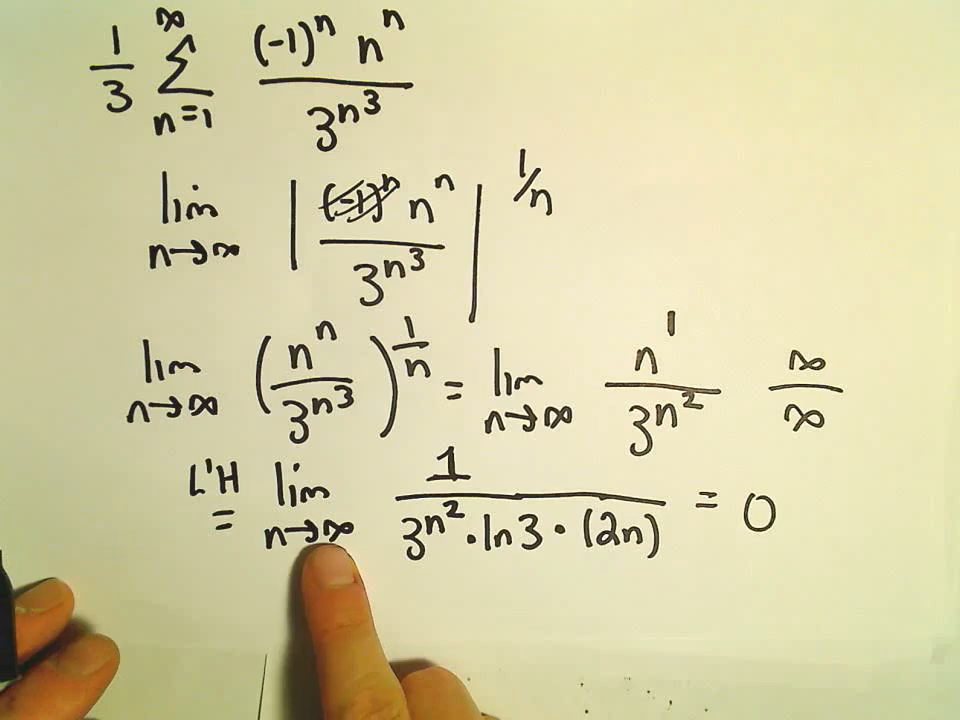 1/3 ∑_{n=1}^{∞} (-1)^n n^n / 3^{n^3}
lim_{n→∞} | (-1)^n n^n / 3^{n^3} |^{1/n}
lim_{n→∞} ( n^n / 3^{n^3} )^{1/n} = lim_{n→∞} n^1 / 3^{n^2} ∞/∞
L'H = lim_{n→∞} 1 / (3^{n^2} · ln 3 · (2n)) = 0